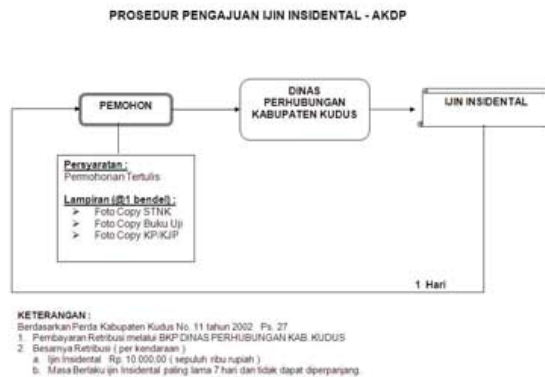 PROSEDUR PENGAJUAN IJIN INSIDENTAL - AKDP
PEMOHON
DINAS
PERHUBUNGAN
KABUPATEN KUDUS
IJIN INSIDENTAL
Persyaratan :
Permohonian Tertulis
Lampiran (@1 bendel) :
➢ Foto Copy STNK
➢ Foto Copy Buku Uji
➢ Foto Copy KP/KJP
1 Hari
KETERANGAN :
Berdasarkan Perda Kabupaten Kudus No. 11 tahun 2002 Ps. 27
1. Pembayaran Retribusi melalui BKP DINAS PERHUBUNGAN KAB. KUDUS
2. Besarnya Retribusi ( per kendaraan )
a. Ijin Insidental Rp. 10.000,00 ( sepuluh ribu rupiah )
b. Masa Berlaku ijin Insidental paling lama 7 hari dan tidak dapat diperpanjang.